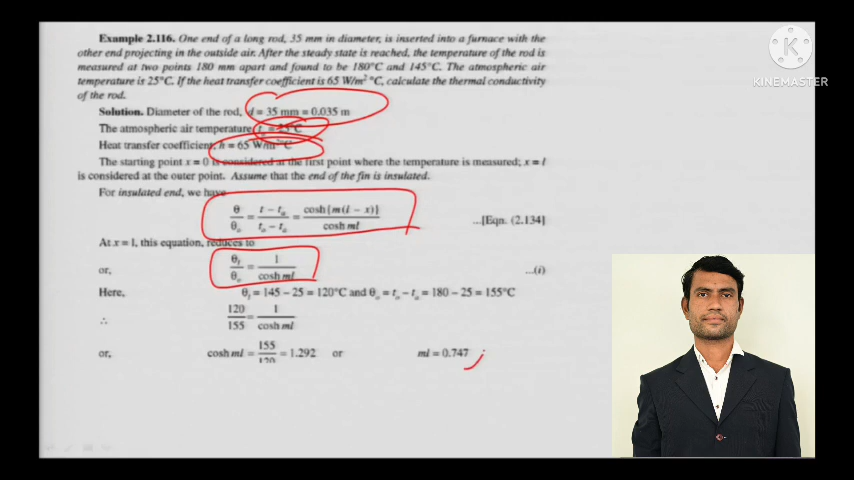 Example 2.116. One end of a long rod, 35 mm in diameter, is inserted into a furnace with the
other end projecting in the outside air. After the steady state is reached, the temperature of the rod is
measured at two points 180 mm apart and found to be 180°C and 145°C. The atmospheric air
temperature is 25°C. If the heat transfer coefficient is 65 W/m² °C, calculate the thermal conductivity
of the rod.
Solution. Diameter of the rod, d = 35 mm = 0.035 m
The atmospheric air temperature, tₐ = 25°C
Heat transfer coefficient, h = 65 W/m²°C
The starting point x = 0 is considered at the first point where the temperature is measured; x = l
is considered at the outer point. Assume that the end of the fin is insulated.
For insulated end, we have
θ/θₒ = (t – tₐ)/(tₒ – tₐ) = cosh{m(l – x)}/cosh ml ...[Eqn. (2.134]
At x = l, this equation, reduces to
or, θₗ/θₒ = 1/cosh ml ...(i)
Here, θₗ = 145 – 25 = 120°C and θₒ = tₒ – tₐ = 180 – 25 = 155°C
∴ 120/155 = 1/cosh ml
or, cosh ml = 155/120 = 1.292 or ml = 0.747
KINEMASTER